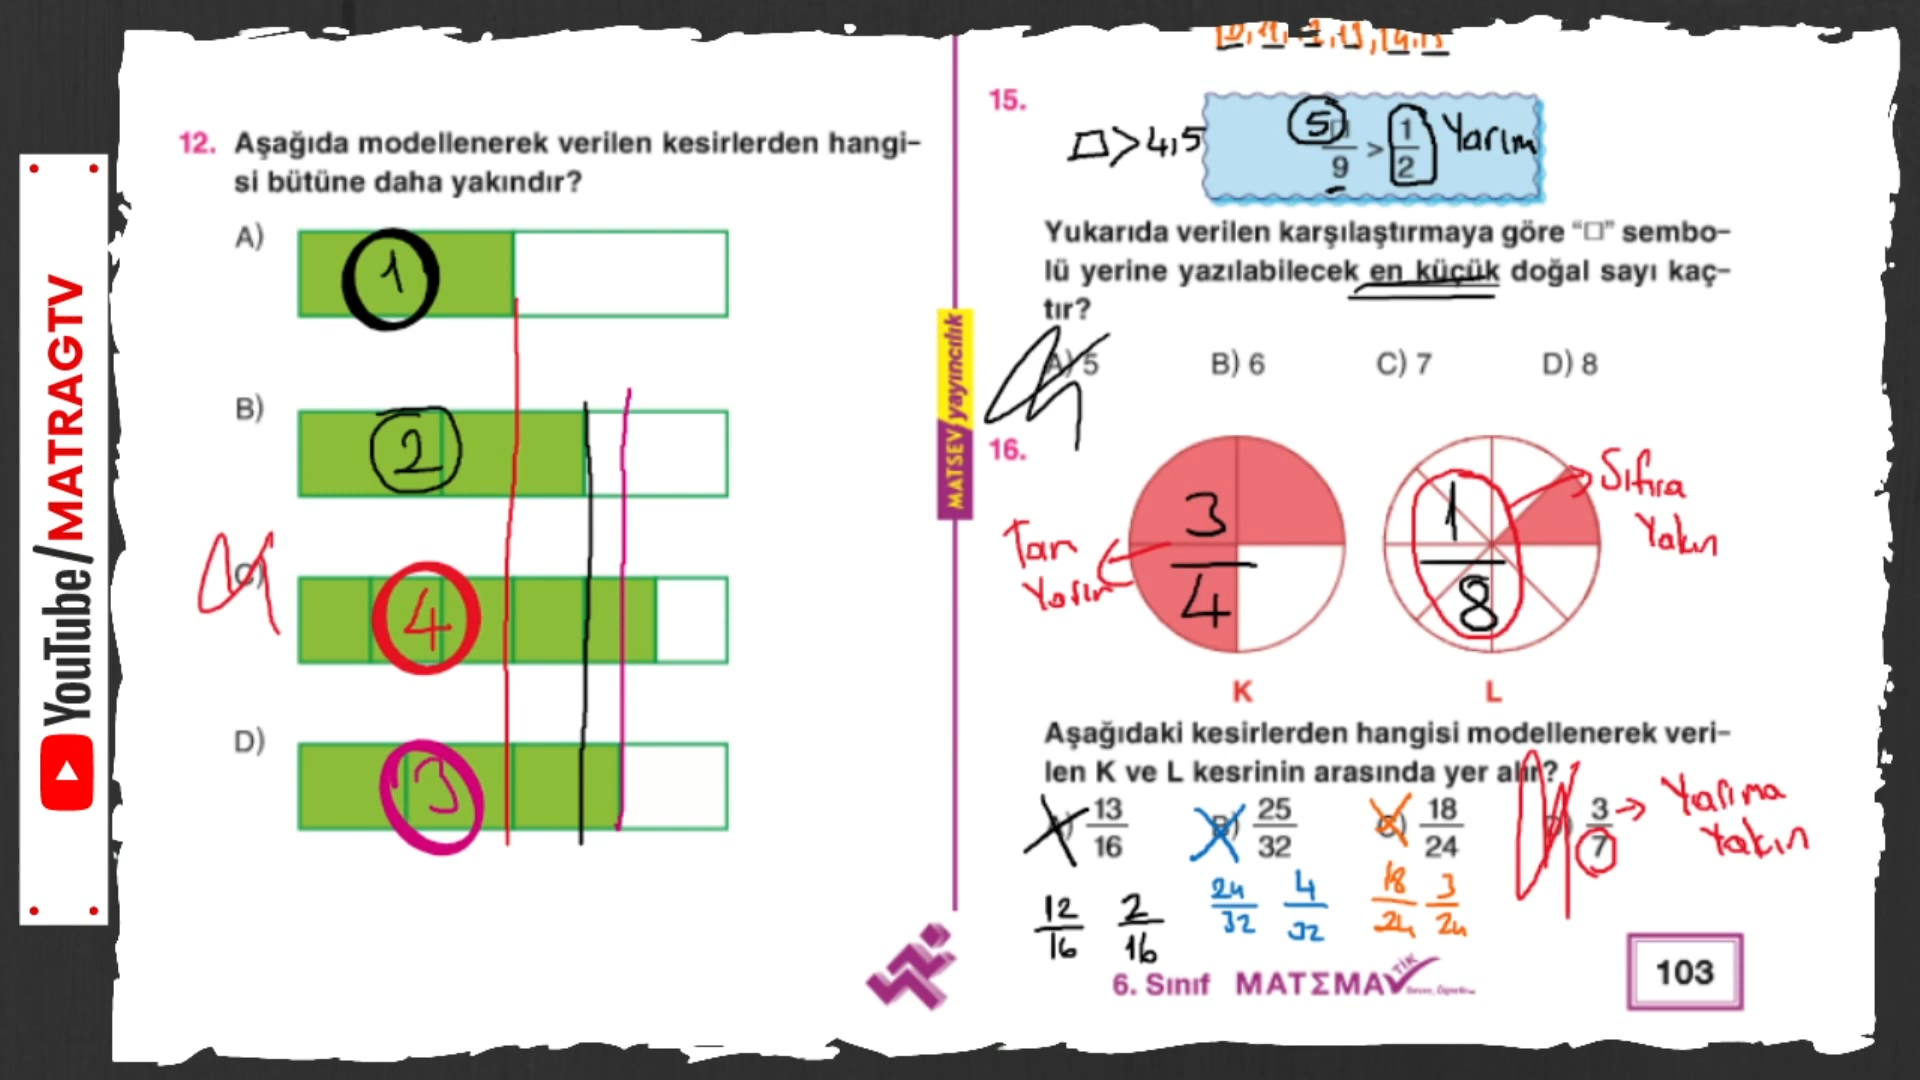 YouTube/MATRAGTV
12. Aşağıda modellenerek verilen kesirlerden hangi-
si bütüne daha yakındır?
A)
1
B)
2
C)
4
D)
3
MATSEV yayıncılık
15.
□>4,5
5
□/9 > 1/2 Yarım
Yukarıda verilen karşılaştırmaya göre “□” sembo-
lü yerine yazılabilecek en küçük doğal sayı kaç-
tır?
A) 5 B) 6 C) 7 D) 8
16.
3/4
1/8
Sıfıra
Yakın
K L
Aşağıdaki kesirlerden hangisi modellenerek veri-
len K ve L kesrinin arasında yer alır?
A) 13/16 B) 25/32 C) 18/24 D) 3/7
Yarıma
Yakın
12/16 2/16 24/32 4/32 18/24 3/24
6. Sınıf MATΣMATİK
103